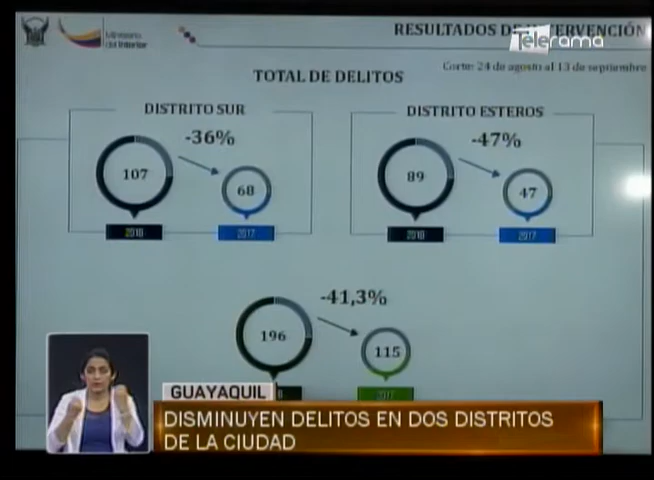 RESULTADOS DE INTERVENCIÓN
Telerama
Ministerio
del Interior
Corte: 24 de agosto al 13 de septiembre
TOTAL DE DELITOS
DISTRITO SUR
DISTRITO ESTEROS
-36%
-47%
107
68
89
47
2016
2017
2016
2017
-41,3%
196
115
2017
GUAYAQUIL
DISMINUYEN DELITOS EN DOS DISTRITOS
DE LA CIUDAD